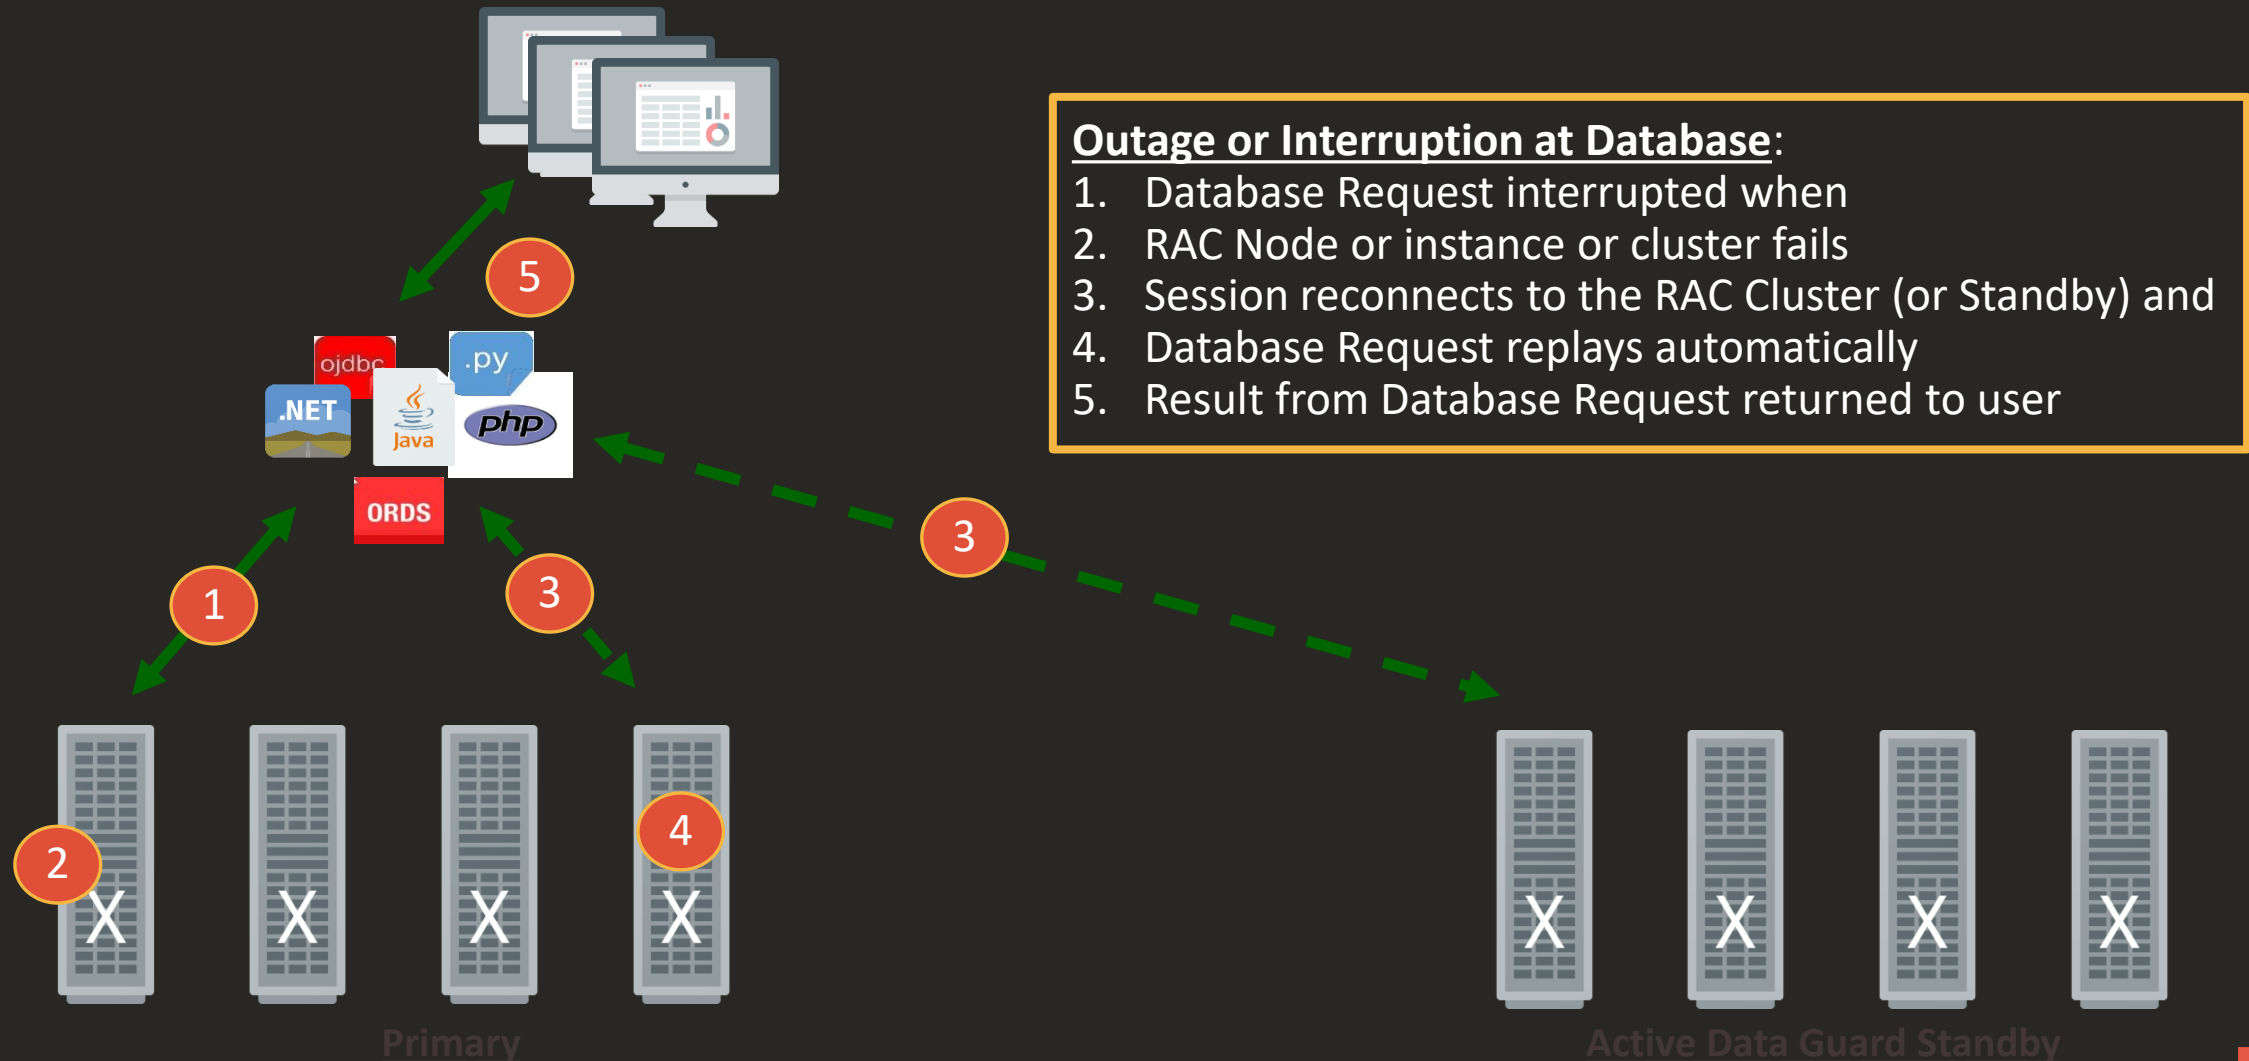 Outage or Interruption at Database:
1. Database Request interrupted when
2. RAC Node or instance or cluster fails
3. Session reconnects to the RAC Cluster (or Standby) and
4. Database Request replays automatically
5. Result from Database Request returned to user
5
ojdbc
.py
.NET
Java
php
ORDS
3
1
3
4
2
X X X X
X X X X
Primary
Active Data Guard Standby